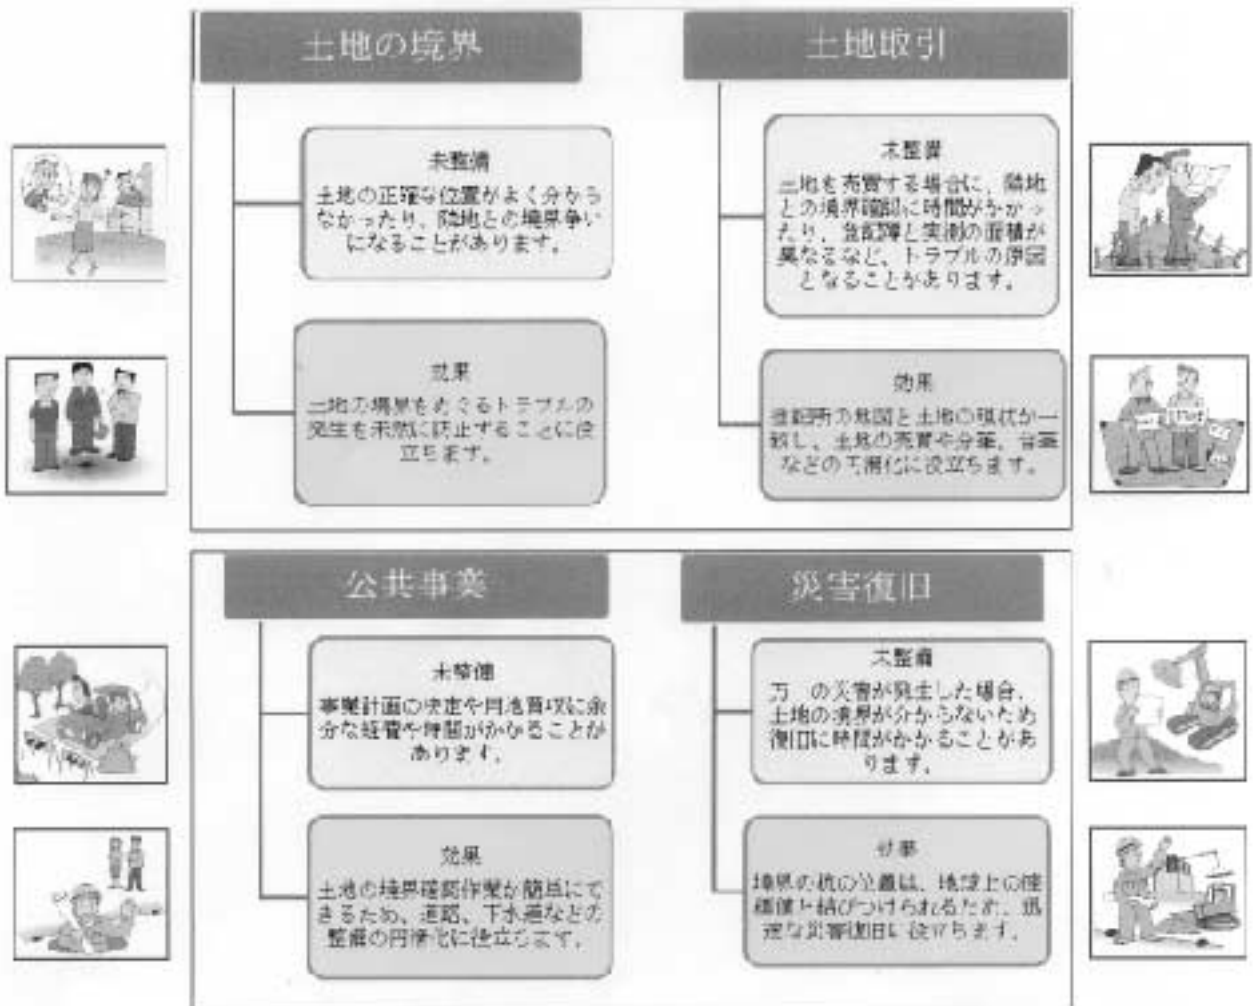 土地の境界
未整備
土地の正確な位置がよく分から
なかったり、隣地との境界争い
になることがあります。
効果
土地の境界をめぐるトラブルの
発生を未然に防止することに役
立ちます。
土地取引
未整備
土地を売買する場合に、隣地
との境界確認に時間がかかっ
たり、登記簿と実測の面積が
異なるなど、トラブルの原因
となることがあります。
効果
登記所の地図と土地の現状が一
致し、土地の売買や分筆、合筆
などの円滑化に役立ちます。
公共事業
未整備
事業計画の決定や用地買収に余
分な経費や時間がかかることが
あります。
効果
土地の境界確認作業が簡単にで
きるため、道路、下水道などの
整備の円滑化に役立ちます。
災害復旧
未整備
万一の災害が発生した場合、
土地の境界が分からないため
復旧に時間がかかることがあ
ります。
効果
境界の杭の位置は、地球上の座
標値と結びつけられるため、迅
速な災害復旧に役立ちます。